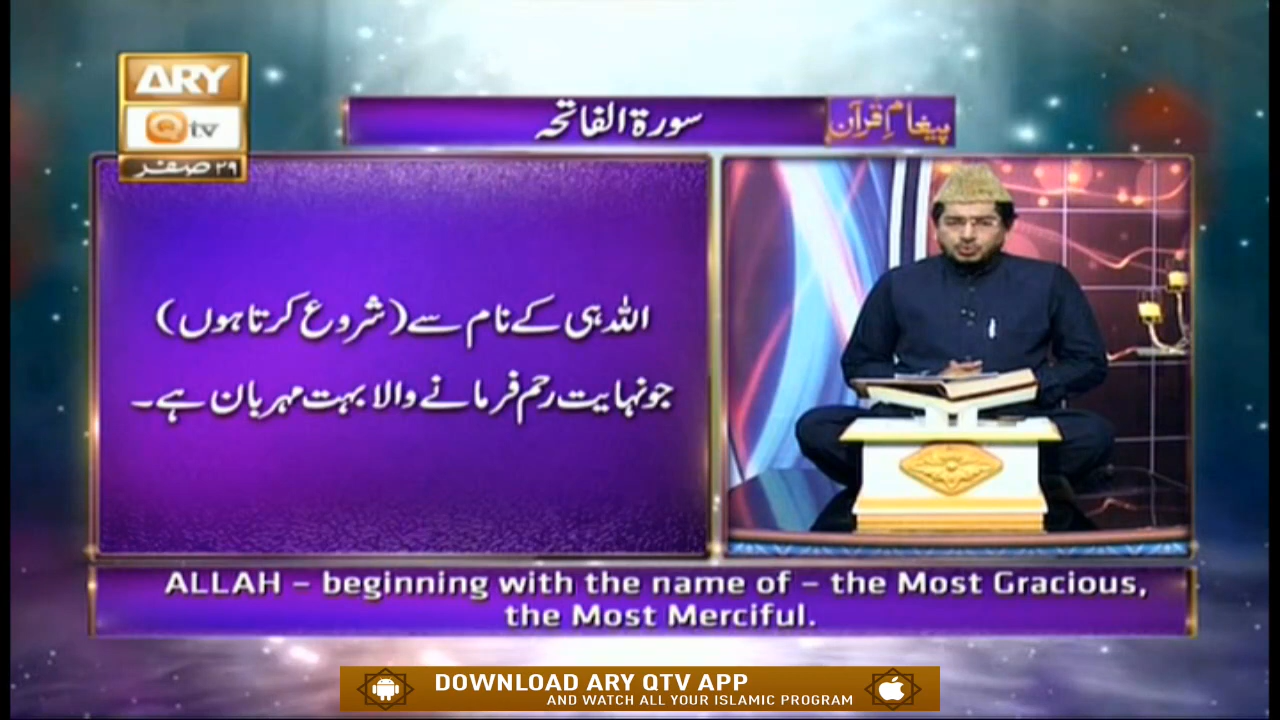 ARY
Qtv
۲۹ صفر
پیغامِ قرآن
سورۃ الفاتحہ
اللہ ہی کے نام سے (شروع کرتا ہوں)
جو نہایت رحم فرمانے والا بہت مہربان ہے۔
ALLAH – beginning with the name of – the Most Gracious,
the Most Merciful.
DOWNLOAD ARY QTV APP
AND WATCH ALL YOUR ISLAMIC PROGRAM